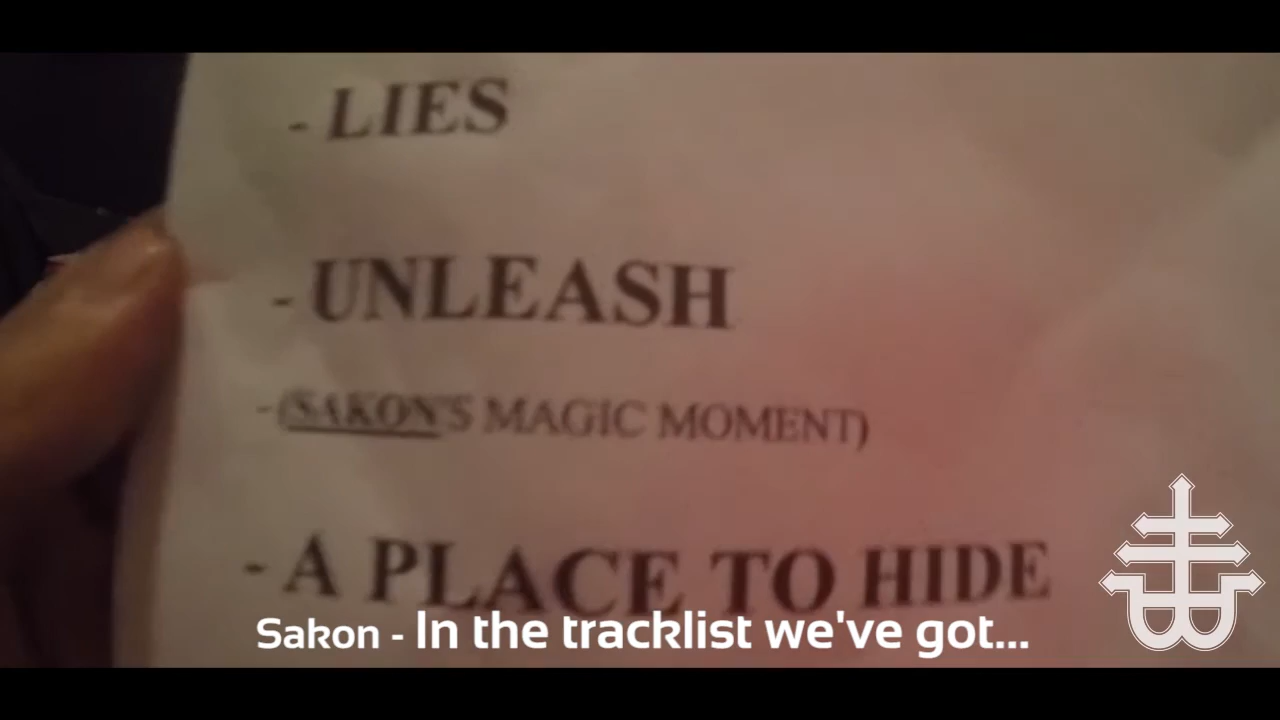 - LIES
- UNLEASH
- (SAKON'S MAGIC MOMENT)
- A PLACE TO HIDE
Sakon - In the tracklist we've got...